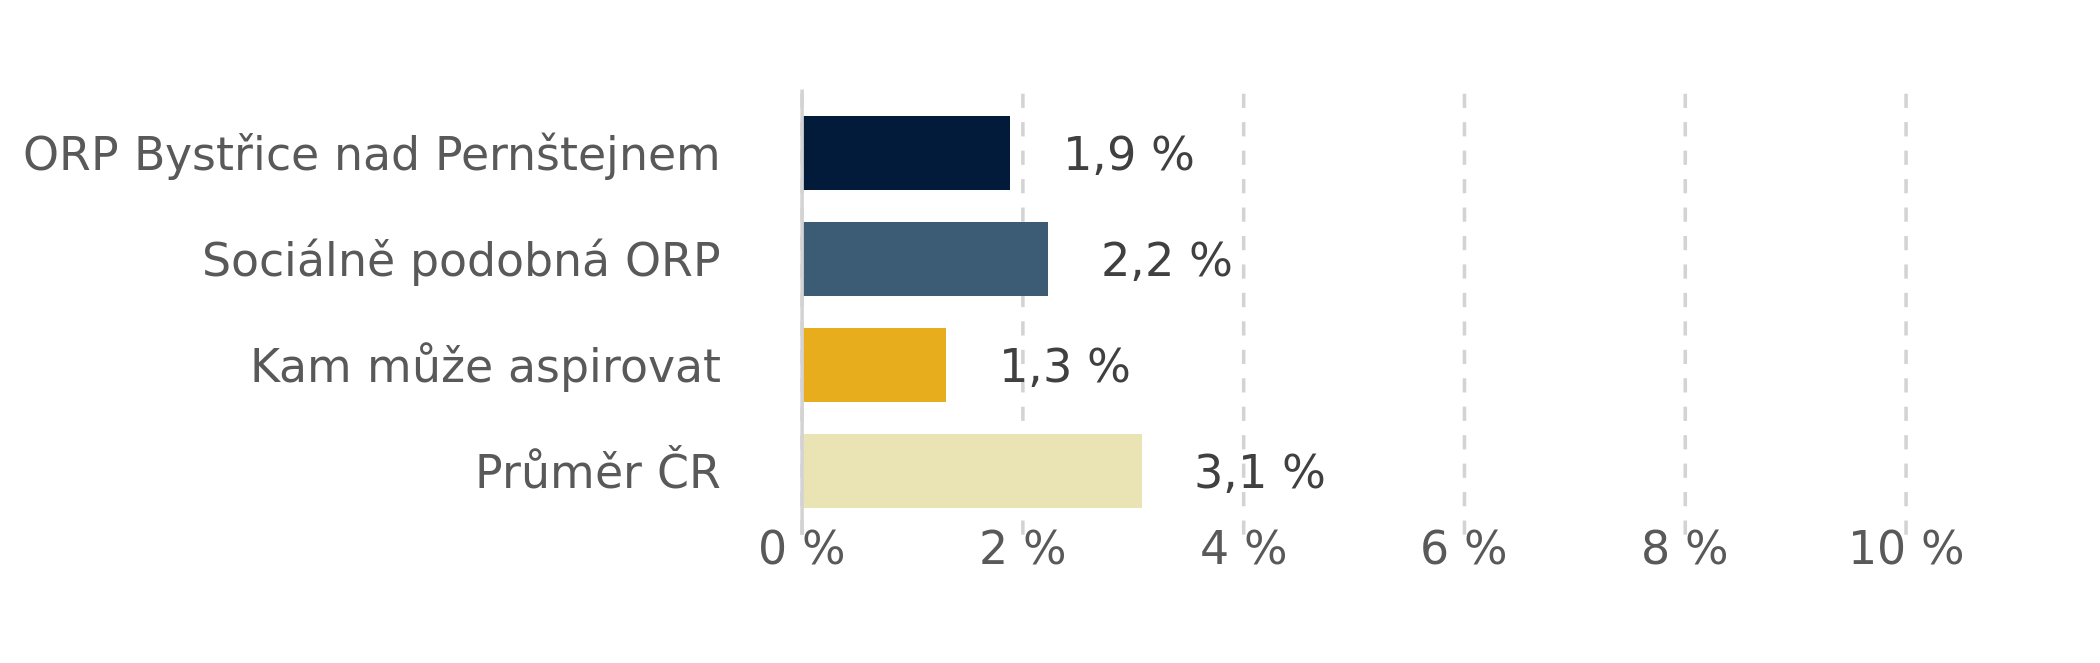 ORP Bystřice nad Pernštejnem 1,9 %
Sociálně podobná ORP 2,2 %
Kam může aspirovat 1,3 %
Průměr ČR 3,1 %
0 % 2 % 4 % 6 % 8 % 10 %